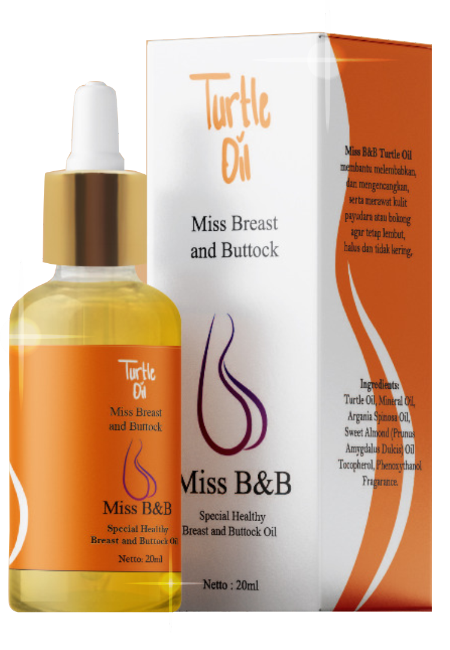 Turtle
Oil
Miss Breast
and Buttock
Miss B&B
Special Healthy
Breast and Buttock Oil
Netto : 20ml
Miss B&B Turtle Oil
membantu melembabkan,
dan mengencangkan,
serta merawat kulit
payudara atau bokong
agar tetap lembut,
halus dan tidak kering,
Ingredients:
Turtle Oil, Mineral Oil,
Argania Spinosa Oil,
Sweet Almond (Prunus
Amygdalus Dulcis) Oil
Tocopherol, Phenoxythanol
Fragarance.
Turtle
Oil
Miss Breast
and Buttock
Miss B&B
Special Healthy
Breast and Buttock Oil
Netto: 20ml